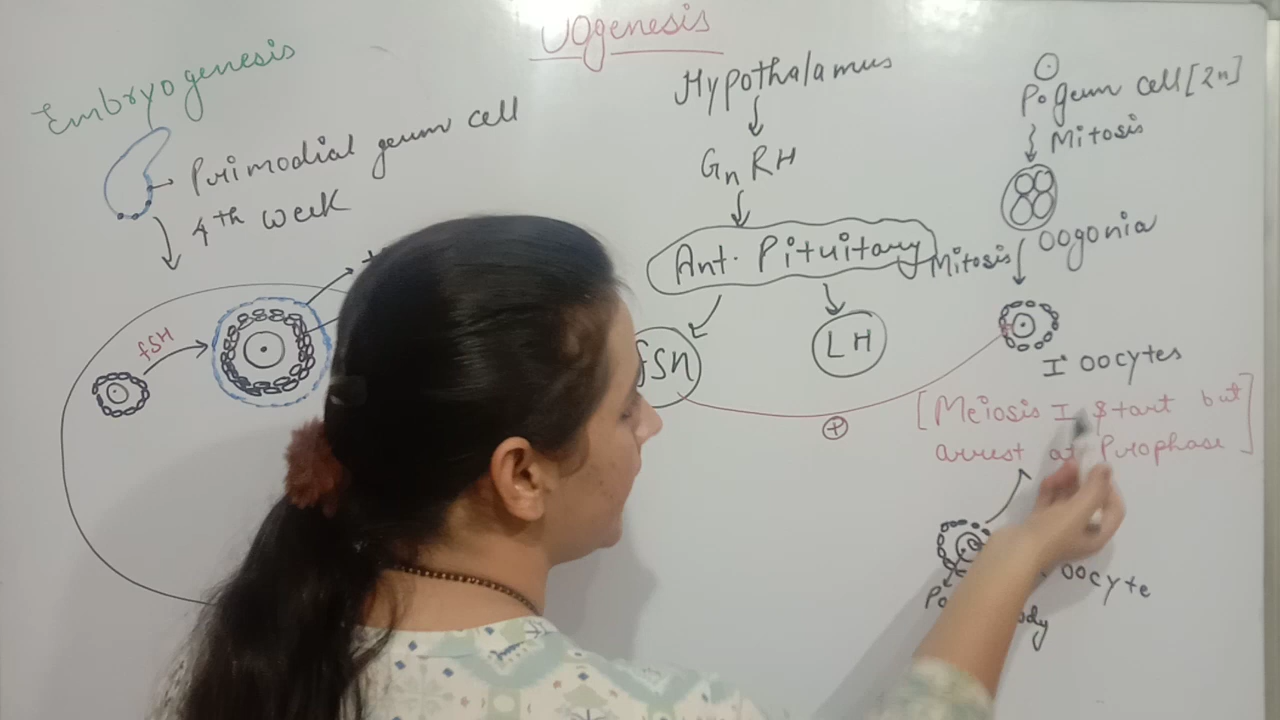 Oogenesis
Embryogenesis
Primodial germ cell
4th week
FSH
Hypothalamus
GnRH
Ant. Pituitary
FSH
LH
+
P. Germ cell [2n]
Mitosis
Oogonia
Mitosis
I° Oocytes
[Meiosis I start but
arrest at Prophase]
Oocyte